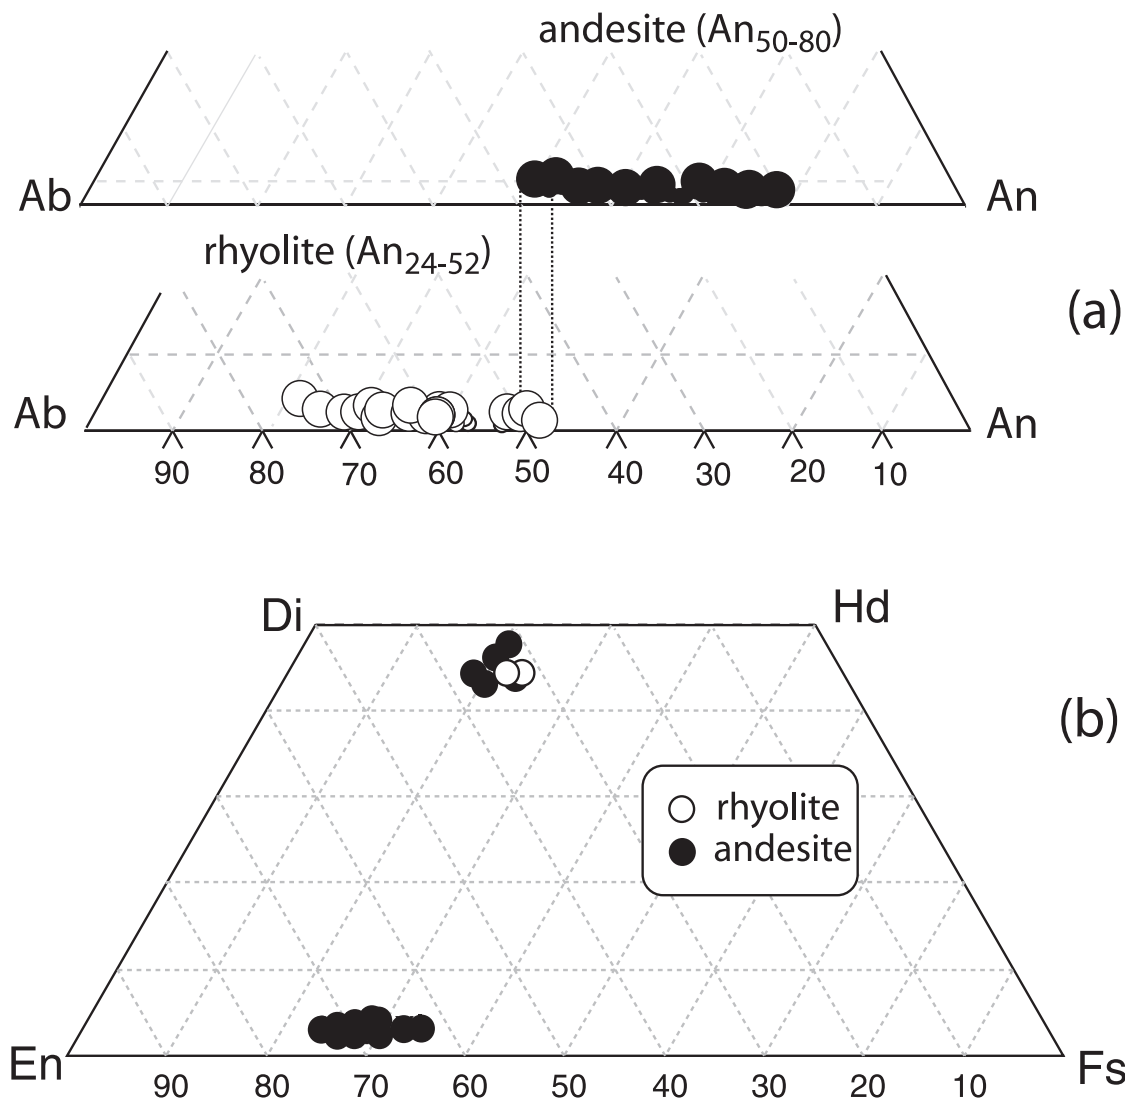 andesite (An50-80)
Ab An
rhyolite (An24-52)
(a)
Ab An
90 80 70 60 50 40 30 20 10
Di Hd
(b)
rhyolite
andesite
En Fs
90 80 70 60 50 40 30 20 10